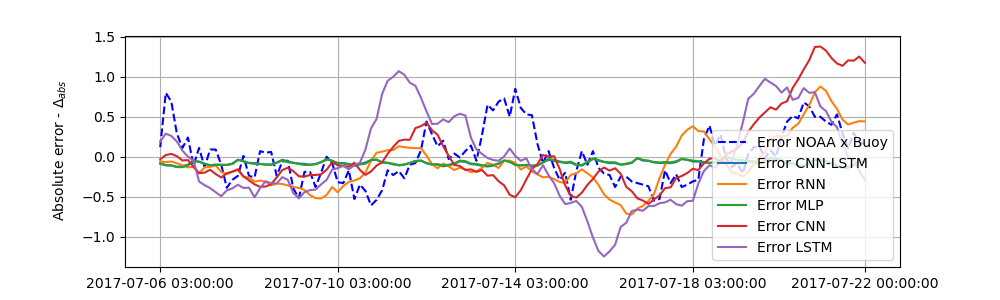 1.5
1.0
0.5
0.0
−0.5
−1.0
Absolute error - Δabs
Error NOAA x Buoy
Error CNN-LSTM
Error RNN
Error MLP
Error CNN
Error LSTM
2017-07-06 03:00:00 2017-07-10 03:00:00 2017-07-14 03:00:00 2017-07-18 03:00:00 2017-07-22 00:00:00